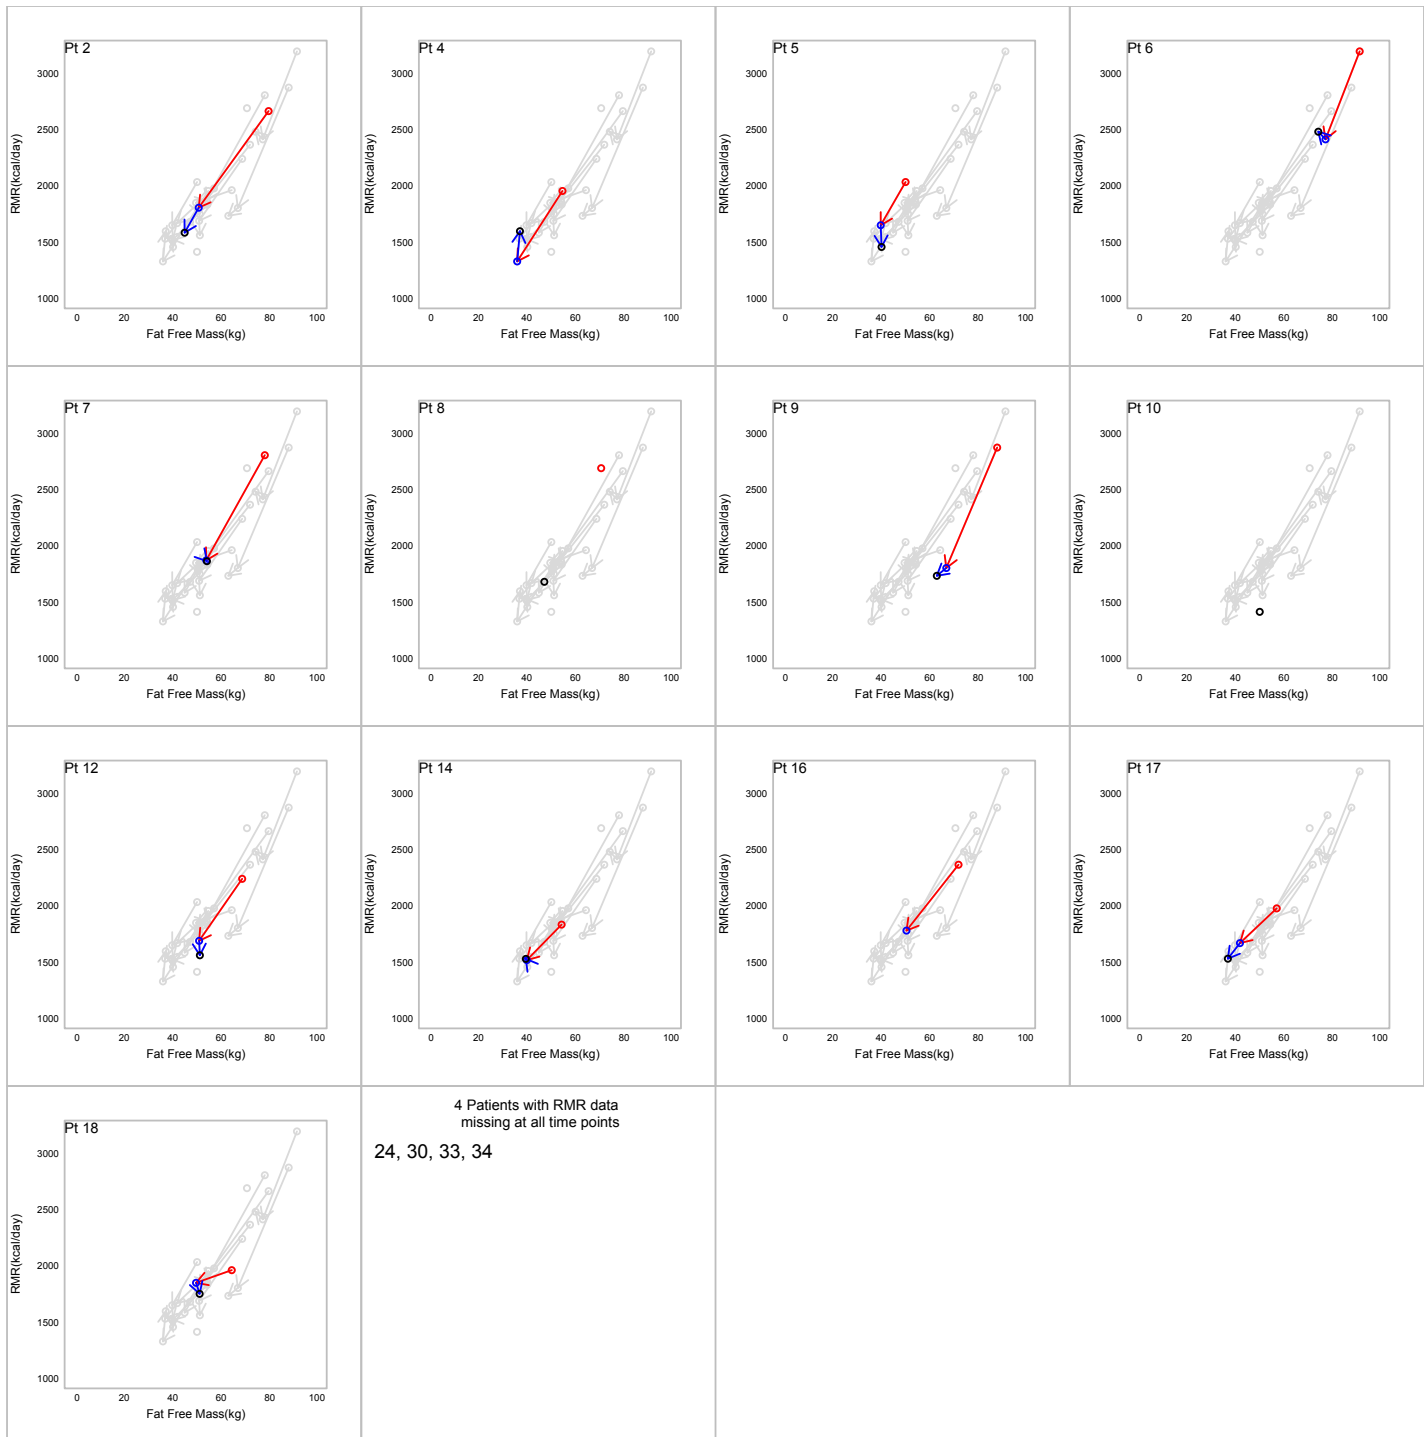 Pt 2
3000
2500
2000
1500
1000
RMR(kcal/day)
0 20 40 60 80 100
Fat Free Mass(kg)
Pt 4
3000
2500
2000
1500
1000
RMR(kcal/day)
0 20 40 60 80 100
Fat Free Mass(kg)
Pt 5
3000
2500
2000
1500
1000
RMR(kcal/day)
0 20 40 60 80 100
Fat Free Mass(kg)
Pt 6
3000
2500
2000
1500
1000
RMR(kcal/day)
0 20 40 60 80 100
Fat Free Mass(kg)
Pt 7
3000
2500
2000
1500
1000
RMR(kcal/day)
0 20 40 60 80 100
Fat Free Mass(kg)
Pt 8
3000
2500
2000
1500
1000
RMR(kcal/day)
0 20 40 60 80 100
Fat Free Mass(kg)
Pt 9
3000
2500
2000
1500
1000
RMR(kcal/day)
0 20 40 60 80 100
Fat Free Mass(kg)
Pt 10
3000
2500
2000
1500
1000
RMR(kcal/day)
0 20 40 60 80 100
Fat Free Mass(kg)
Pt 12
3000
2500
2000
1500
1000
RMR(kcal/day)
0 20 40 60 80 100
Fat Free Mass(kg)
Pt 14
3000
2500
2000
1500
1000
RMR(kcal/day)
0 20 40 60 80 100
Fat Free Mass(kg)
Pt 16
3000
2500
2000
1500
1000
RMR(kcal/day)
0 20 40 60 80 100
Fat Free Mass(kg)
Pt 17
3000
2500
2000
1500
1000
RMR(kcal/day)
0 20 40 60 80 100
Fat Free Mass(kg)
Pt 18
3000
2500
2000
1500
1000
RMR(kcal/day)
0 20 40 60 80 100
Fat Free Mass(kg)
4 Patients with RMR data
missing at all time points
24, 30, 33, 34